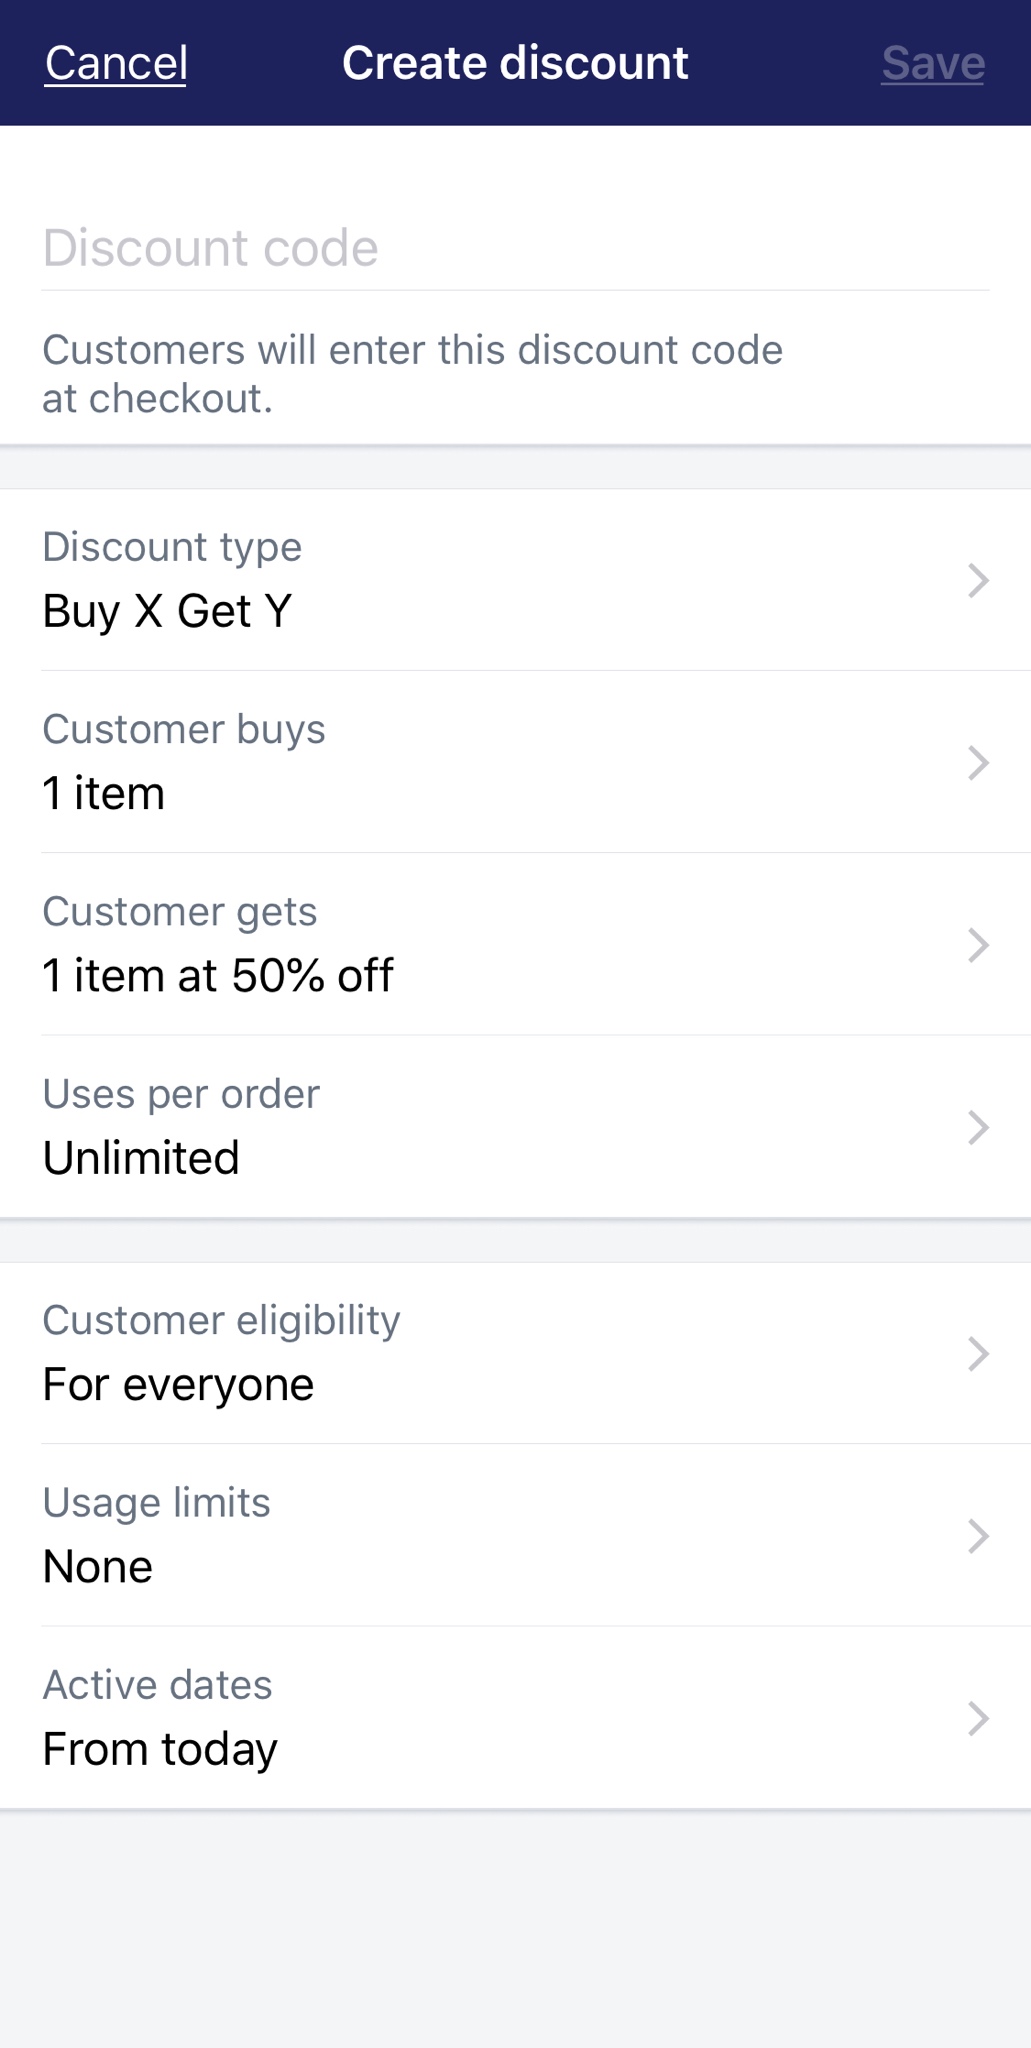 Cancel
Create discount
Save
Discount code
Customers will enter this discount code
at checkout.
Discount type
Buy X Get Y
Customer buys
1 item
Customer gets
1 item at 50% off
Uses per order
Unlimited
Customer eligibility
For everyone
Usage limits
None
Active dates
From today